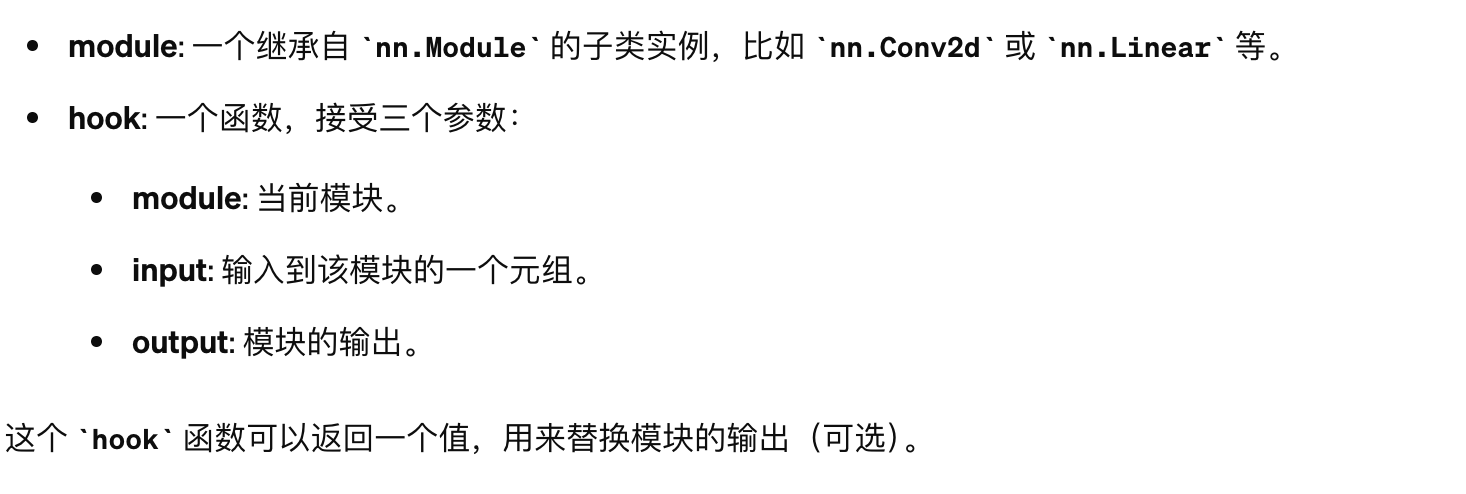 • module: 一个继承自 `nn.Module` 的子类实例，比如 `nn.Conv2d` 或 `nn.Linear` 等。
• hook: 一个函数，接受三个参数：
• module: 当前模块。
• input: 输入到该模块的一个元组。
• output: 模块的输出。
这个 `hook` 函数可以返回一个值，用来替换模块的输出（可选）。